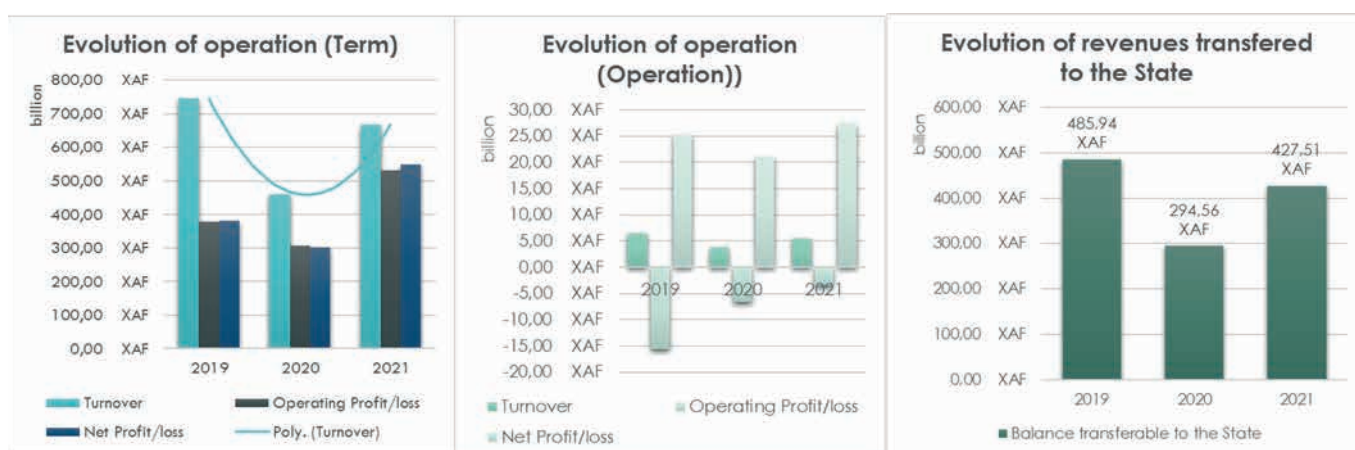 Evolution of operation (Term)
billion
800,00 XAF
700,00 XAF
600,00 XAF
500,00 XAF
400,00 XAF
300,00 XAF
200,00 XAF
100,00 XAF
0,00 XAF
2019 2020 2021
Turnover Operating Profit/loss
Net Profit/loss Poly. (Turnover)
Evolution of operation
(Operation))
billion
30,00 XAF
25,00 XAF
20,00 XAF
15,00 XAF
10,00 XAF
5,00 XAF
0,00 XAF
-5,00 XAF
-10,00 XAF
-15,00 XAF
-20,00 XAF
2019 2020 2021
Turnover Operating Profit/loss
Net Profit/loss
Evolution of revenues transfered
to the State
billion
600.00 XAF
500.00 XAF
400.00 XAF
300.00 XAF
200.00 XAF
100.00 XAF
0.00 XAF
485.94
XAF
294.56
XAF
427.51
XAF
2019 2020 2021
Balance transferable to the State